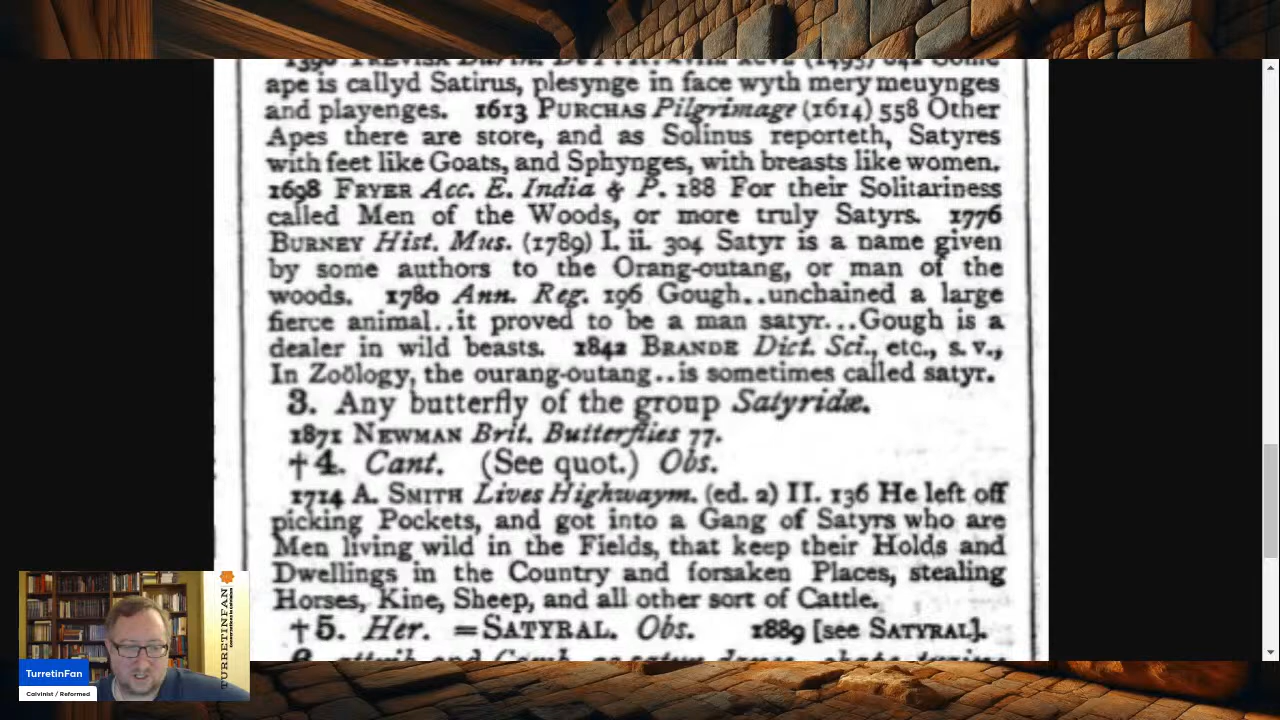 ape is callyd Satirus, plesynge in face wyth mery meuynges
and playenges. 1613 PURCHAS Pilgrimage (1614) 558 Other
Apes there are store, and as Solinus reporteth, Satyres
with feet like Goats, and Sphynges, with breasts like women.
1698 FRYER Acc. E. India & P. 188 For their Solitariness
called Men of the Woods, or more truly Satyrs. 1776
BURNEY Hist. Mus. (1789) I. ii. 304 Satyr is a name given
by some authors to the Orang-outang, or man of the
woods. 1780 Ann. Reg. 196 Gough..unchained a large
fierce animal..it proved to be a man satyr...Gough is a
dealer in wild beasts. 1842 BRANDE Dict. Sci., etc., s.v.,
In Zoölogy, the ourang-outang..is sometimes called satyr.
3. Any butterfly of the group Satyridæ.
1871 NEWMAN Brit. Butterflies 77.
†4. Cant. (See quot.) Obs.
1714 A. SMITH Lives Highwaym. (ed. 2) II. 136 He left off
picking Pockets, and got into a Gang of Satyrs who are
Men living wild in the Fields, that keep their Holds and
Dwellings in the Country and forsaken Places, stealing
Horses, Kine, Sheep, and all other sort of Cattle.
†5. Her. =SATYRAL. Obs. 1889 [see SATYRAL].
TURRETINFAN
TurretinFan
Calvinist / Reformed